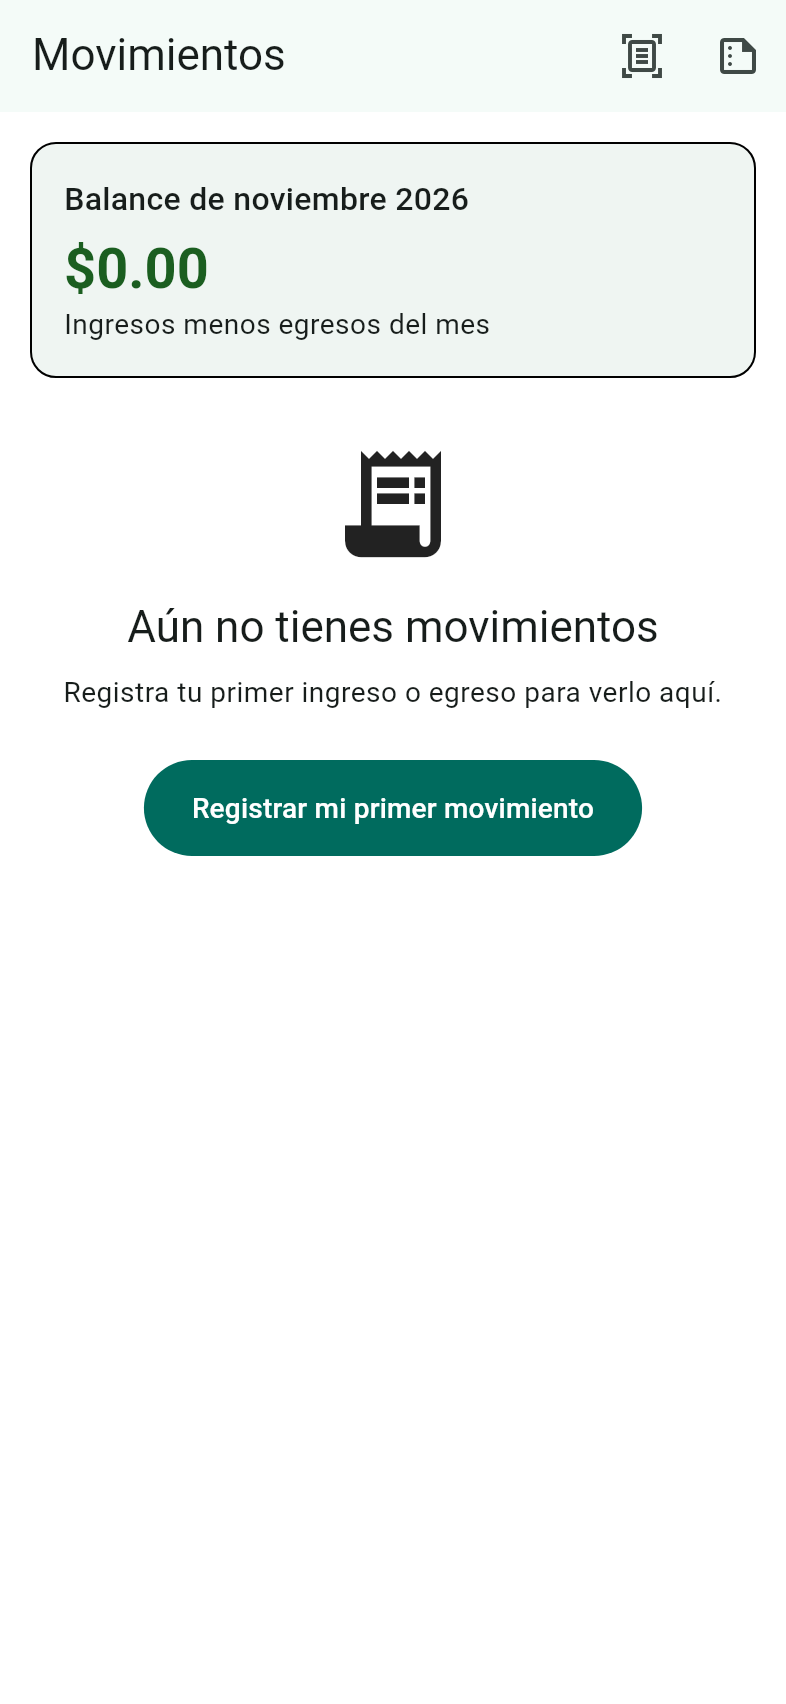 Movimientos
Balance de noviembre 2026
$0.00
Ingresos menos egresos del mes
Aún no tienes movimientos
Registra tu primer ingreso o egreso para verlo aquí.
Registrar mi primer movimiento